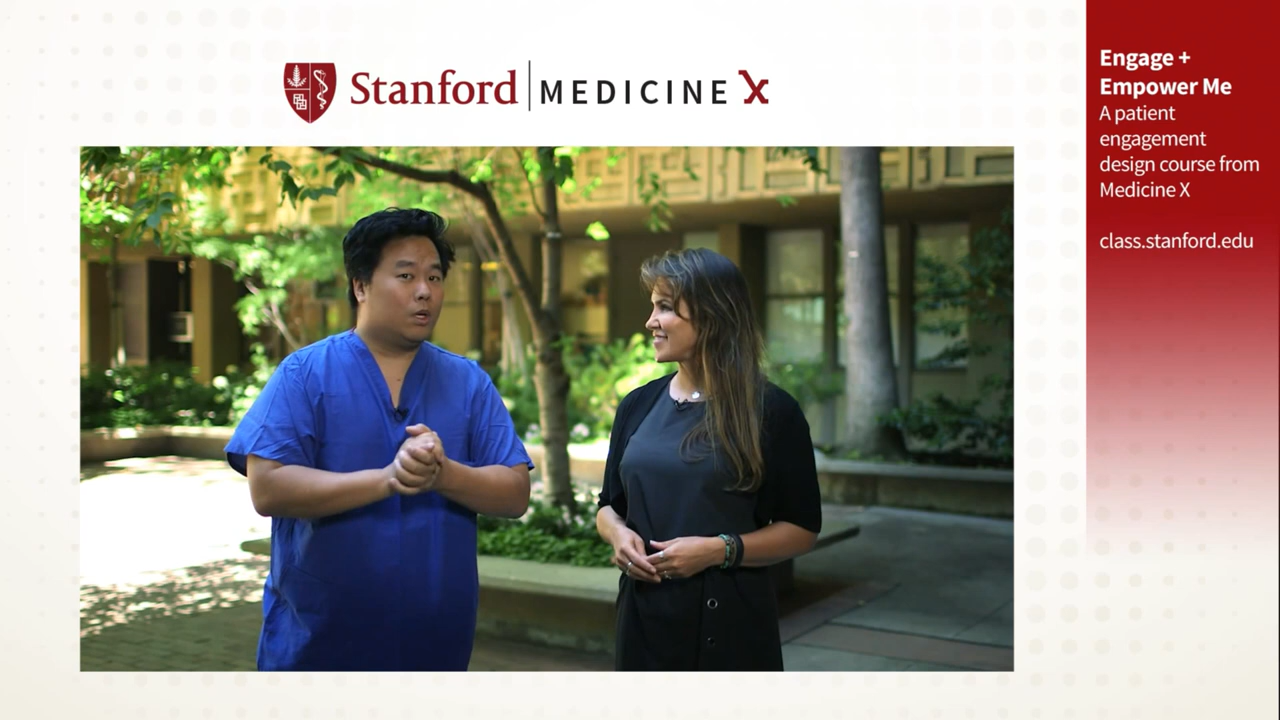 Stanford MEDICINE X
Engage +
Empower Me
A patient
engagement
design course from
Medicine X
class.stanford.edu